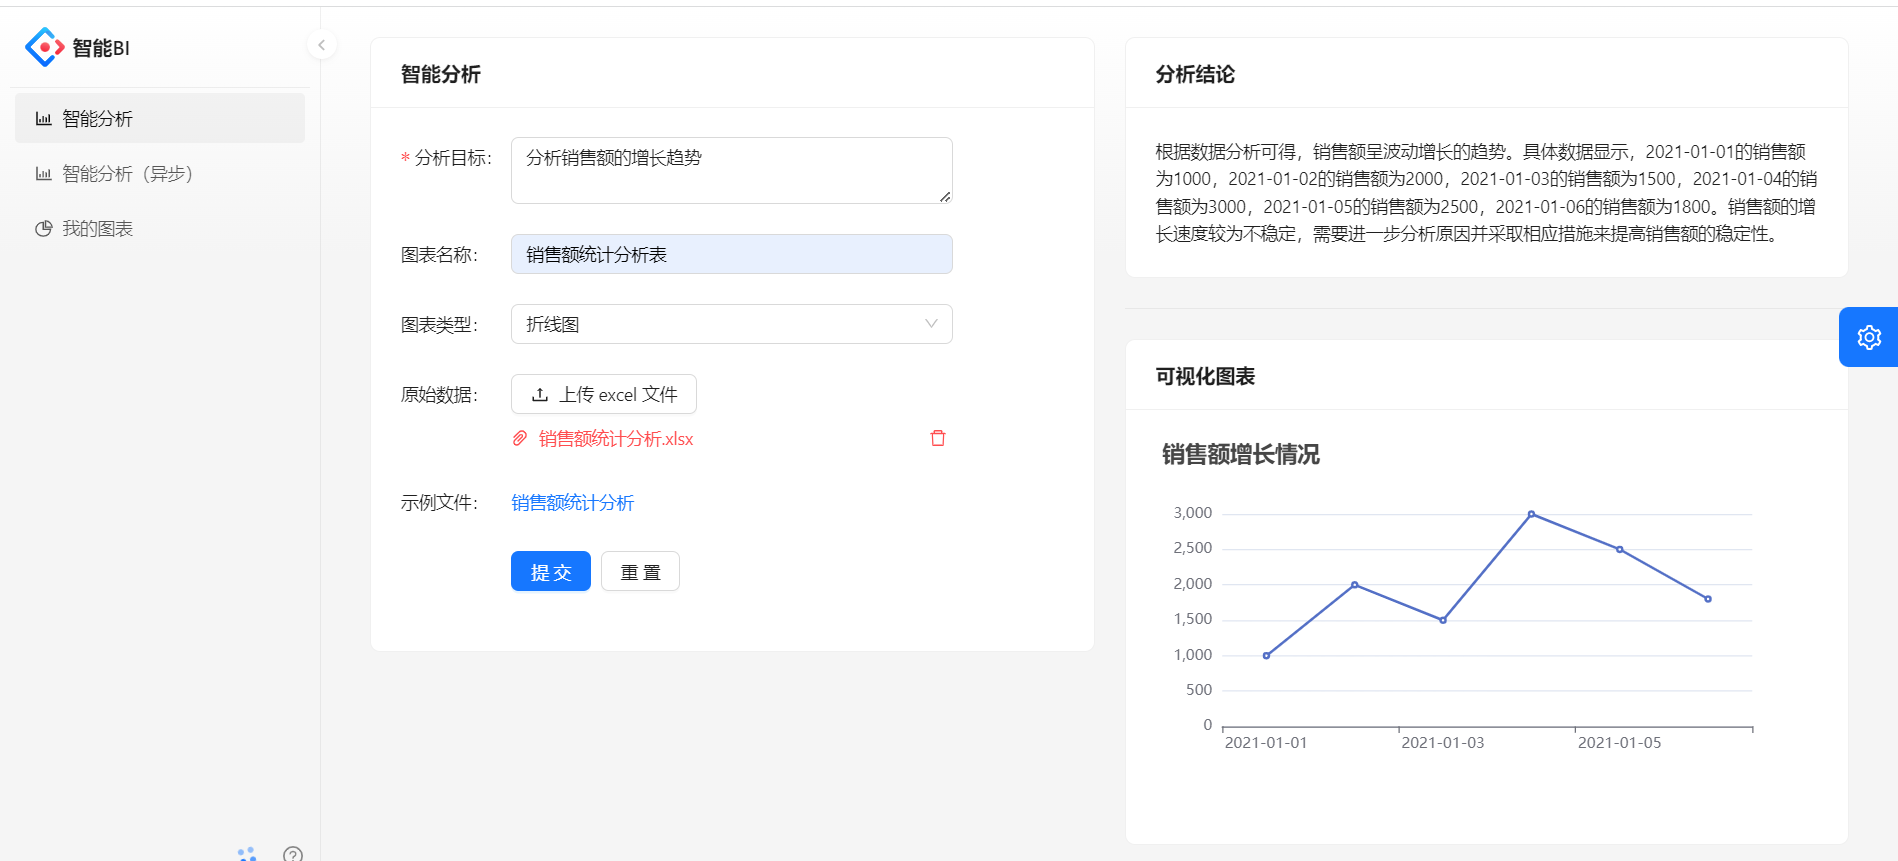 智能BI
智能分析
智能分析（异步）
我的图表
智能分析
* 分析目标：
分析销售额的增长趋势
图表名称：
销售额统计分析表
图表类型：
折线图
原始数据：
上传 excel 文件
销售额统计分析.xlsx
示例文件：
销售额统计分析
提 交
重 置
分析结论
根据数据分析可得，销售额呈波动增长的趋势。具体数据显示，2021-01-01的销售额
为1000，2021-01-02的销售额为2000，2021-01-03的销售额为1500，2021-01-04的销
售额为3000，2021-01-05的销售额为2500，2021-01-06的销售额为1800。销售额的增
长速度较为不稳定，需要进一步分析原因并采取相应措施来提高销售额的稳定性。
可视化图表
销售额增长情况
3,000
2,500
2,000
1,500
1,000
500
0
2021-01-01
2021-01-03
2021-01-05